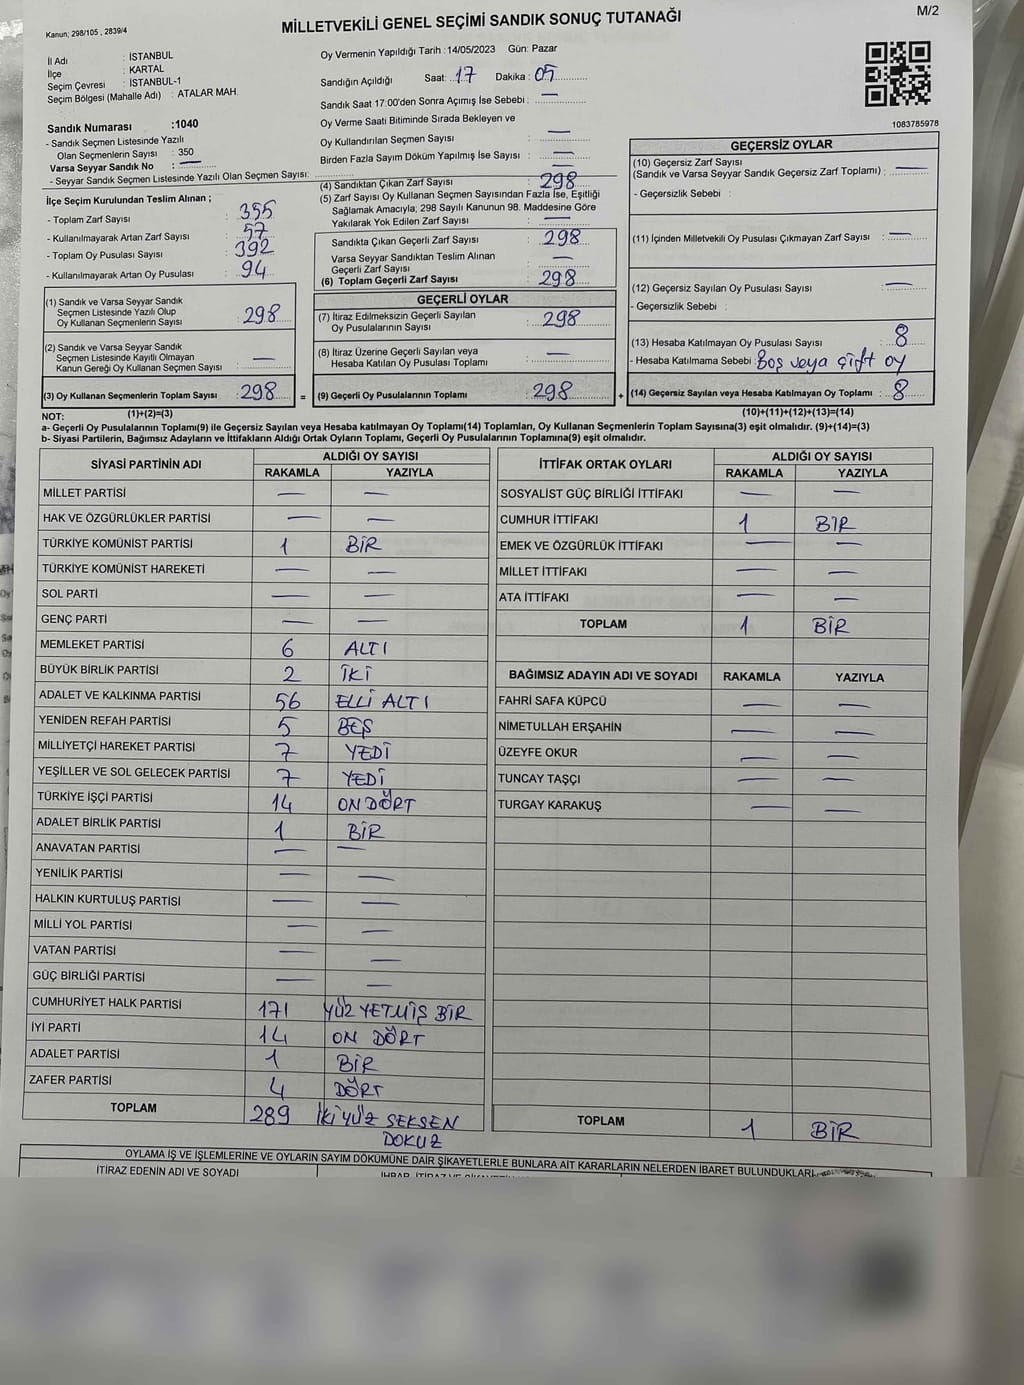 M/2
Kanun: 298/105 , 2839/4
MİLLETVEKİLİ GENEL SEÇİMİ SANDIK SONUÇ TUTANAĞI
İl Adı : İSTANBUL
İlçe : KARTAL
Seçim Çevresi : İSTANBUL-1
Seçim Bölgesi (Mahalle Adı) : ATALAR MAH.
Oy Vermenin Yapıldığı Tarih : 14/05/2023 Gün: Pazar
Sandığın Açıldığı Saat: 17 Dakika: 05
Sandık Saat 17:00'den Sonra Açımış İse Sebebi : —
1083785978
Sandık Numarası :1040
- Sandık Seçmen Listesinde Yazılı
Olan Seçmenlerin Sayısı : 350
Varsa Seyyar Sandık No : —
- Seyyar Sandık Seçmen Listesinde Yazılı Olan Seçmen Sayısı:
Oy Verme Saati Bitiminde Sırada Bekleyen ve
Oy Kullandırılan Seçmen Sayısı : —
Birden Fazla Sayım Döküm Yapılmış İse Sayısı : —
İlçe Seçim Kurulundan Teslim Alınan ;
- Toplam Zarf Sayısı : 355
- Kullanılmayarak Artan Zarf Sayısı : 57
- Toplam Oy Pusulası Sayısı : 392
- Kullanılmayarak Artan Oy Pusulası : 94
(4) Sandıktan Çıkan Zarf Sayısı : 298
(5) Zarf Sayısı Oy Kullanan Seçmen Sayısından Fazla İse, Eşitliği
Sağlamak Amacıyla; 298 Sayılı Kanunun 98. Maddesine Göre
Yakılarak Yok Edilen Zarf Sayısı : —
Sandıkta Çıkan Geçerli Zarf Sayısı : 298
Varsa Seyyar Sandıktan Teslim Alınan
Geçerli Zarf Sayısı : —
(6) Toplam Geçerli Zarf Sayısı : 298
GEÇERSİZ OYLAR
(10) Geçersiz Zarf Sayısı
(Sandık ve Varsa Seyyar Sandık Geçersiz Zarf Toplamı) : —
- Geçersizlik Sebebi :
(11) İçinden Milletvekili Oy Pusulası Çıkmayan Zarf Sayısı : —
(12) Geçersiz Sayılan Oy Pusulası Sayısı : —
- Geçersizlik Sebebi :
(13) Hesaba Katılmayan Oy Pusulası Sayısı : 8
- Hesaba Katılmama Sebebi : Boş veya çift oy
(14) Geçersiz Sayılan veya Hesaba Katılmayan Oy Toplamı : 8
(10)+(11)+(12)+(13)=(14)
(1) Sandık ve Varsa Seyyar Sandık
Seçmen Listesinde Yazılı Olup
Oy Kullanan Seçmenlerin Sayısı : 298
(2) Sandık ve Varsa Seyyar Sandık
Seçmen Listesinde Kayıtlı Olmayan
Kanun Gereği Oy Kullanan Seçmen Sayısı : —
(3) Oy Kullanan Seçmenlerin Toplam Sayısı : 298 =
(1)+(2)=(3)
GEÇERLİ OYLAR
(7) İtiraz Edilmeksizin Geçerli Sayılan
Oy Pusulalarının Sayısı : 298
(8) İtiraz Üzerine Geçerli Sayılan veya
Hesaba Katılan Oy Pusulası Toplamı : —
(9) Geçerli Oy Pusulalarının Toplamı : 298 +
NOT:
a- Geçerli Oy Pusulalarının Toplamı(9) ile Geçersiz Sayılan veya Hesaba katılmayan Oy Toplamı(14) Toplamları, Oy Kullanan Seçmenlerin Toplam Sayısına(3) eşit olmalıdır. (9)+(14)=(3)
b- Siyasi Partilerin, Bağımsız Adayların ve İttifakların Aldığı Ortak Oyların Toplamı, Geçerli Oy Pusulalarının Toplamına(9) eşit olmalıdır.
SİYASİ PARTİNİN ADI ALDIĞI OY SAYISI
RAKAMLA YAZIYLA
MİLLET PARTİSİ — —
HAK VE ÖZGÜRLÜKLER PARTİSİ — —
TÜRKİYE KOMÜNİST PARTİSİ 1 BİR
TÜRKİYE KOMÜNİST HAREKETİ — —
SOL PARTİ — —
GENÇ PARTİ — —
MEMLEKET PARTİSİ 6 ALTI
BÜYÜK BİRLİK PARTİSİ 2 İKİ
ADALET VE KALKINMA PARTİSİ 56 ELLİ ALTI
YENİDEN REFAH PARTİSİ 5 BEŞ
MİLLİYETÇİ HAREKET PARTİSİ 7 YEDİ
YEŞİLLER VE SOL GELECEK PARTİSİ 7 YEDİ
TÜRKİYE İŞÇİ PARTİSİ 14 ON DÖRT
ADALET BİRLİK PARTİSİ 1 BİR
ANAVATAN PARTİSİ — —
YENİLİK PARTİSİ — —
HALKIN KURTULUŞ PARTİSİ — —
MİLLİ YOL PARTİSİ — —
VATAN PARTİSİ — —
GÜÇ BİRLİĞİ PARTİSİ — —
CUMHURİYET HALK PARTİSİ 171 YÜZ YETMİŞ BİR
İYİ PARTİ 14 ON DÖRT
ADALET PARTİSİ 1 BİR
ZAFER PARTİSİ 4 DÖRT
TOPLAM 289 İKİ YÜZ SEKSEN
DOKUZ
İTTİFAK ORTAK OYLARI ALDIĞI OY SAYISI
RAKAMLA YAZIYLA
SOSYALİST GÜÇ BİRLİĞİ İTTİFAKI — —
CUMHUR İTTİFAKI 1 BİR
EMEK VE ÖZGÜRLÜK İTTİFAKI — —
MİLLET İTTİFAKI — —
ATA İTTİFAKI — —
TOPLAM 1 BİR
BAĞIMSIZ ADAYIN ADI VE SOYADI RAKAMLA YAZIYLA
FAHRİ SAFA KÜPCÜ — —
NİMETULLAH ERŞAHİN — —
ÜZEYFE OKUR — —
TUNCAY TAŞÇI — —
TURGAY KARAKUŞ — —
TOPLAM 1 BİR
OYLAMA İŞ VE İŞLEMLERİNE VE OYLARIN SAYIM DÖKÜMÜNE DAİR ŞİKAYETLERLE BUNLARA AİT KARARLARIN NELERDEN İBARET BULUNDUKLARI
İTİRAZ EDENİN ADI VE SOYADI